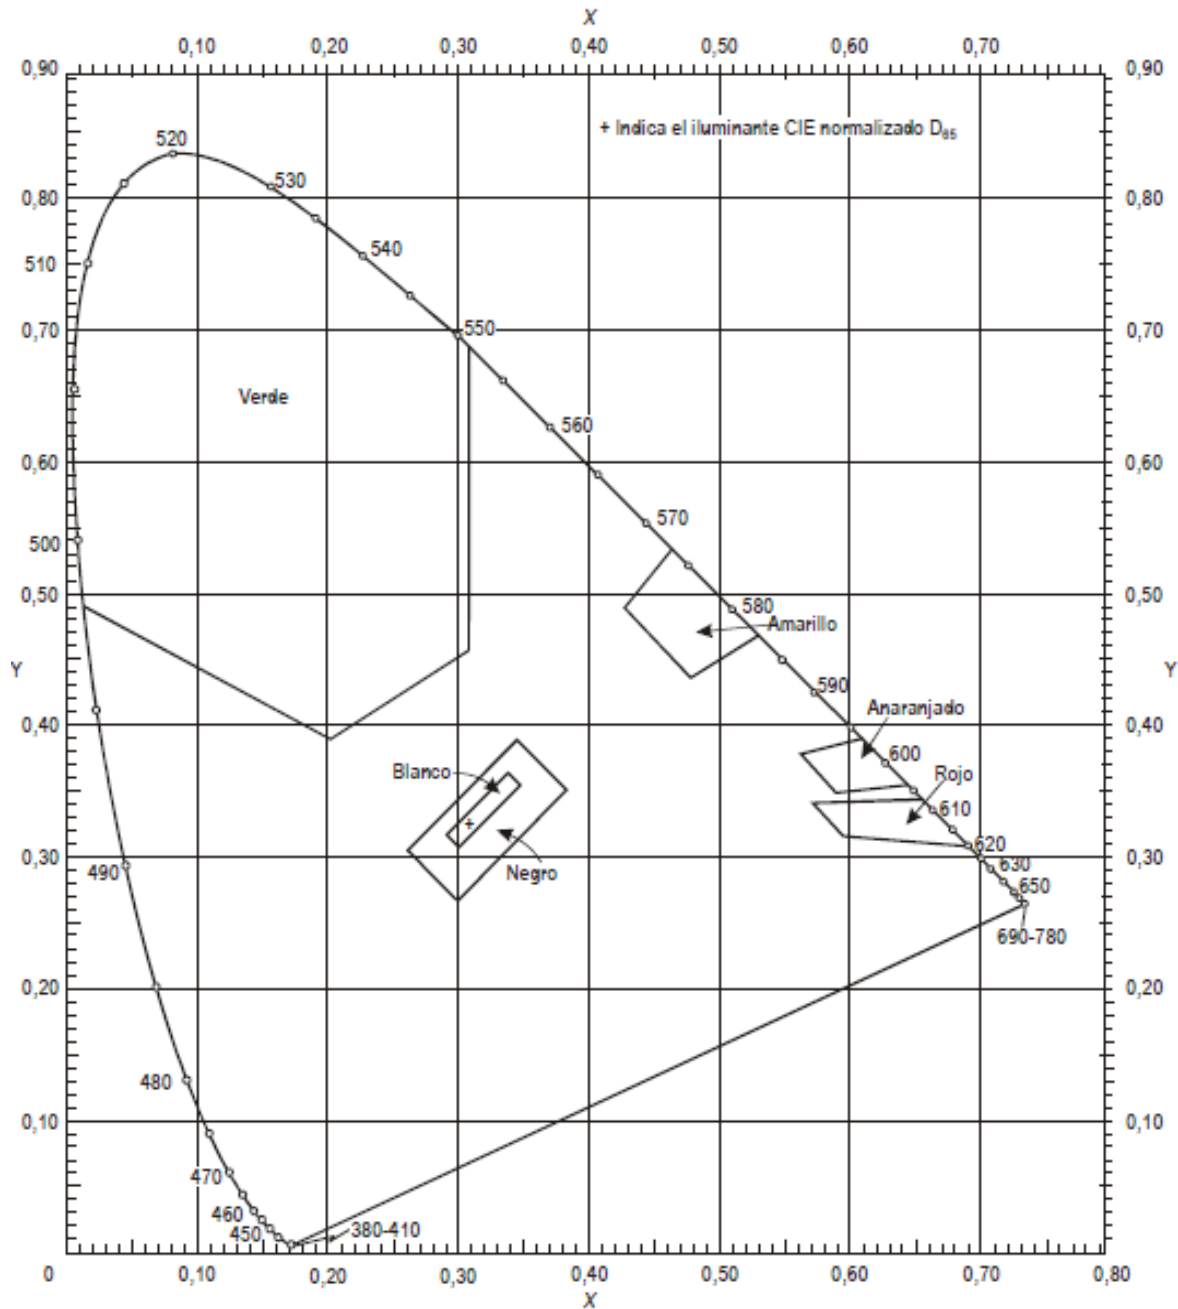 X
0,10 0,20 0,30 0,40 0,50 0,60 0,70
0,90 0,90
+ Indica el iluminante CIE normalizado D₆₅
520
530
0,80 0,80
540
510
550
0,70 0,70
Verde
560
0,60 0,60
570
500
0,50 0,50
580
Amarillo
Y Y
590
Anaranjado
0,40 0,40
600
Blanco Rojo
610
620
0,30 0,30
490 630
Negro 650
690-780
0,20 0,20
480
0,10 0,10
470
460
450 380-410
0 0,10 0,20 0,30 0,40 0,50 0,60 0,70 0,80
X